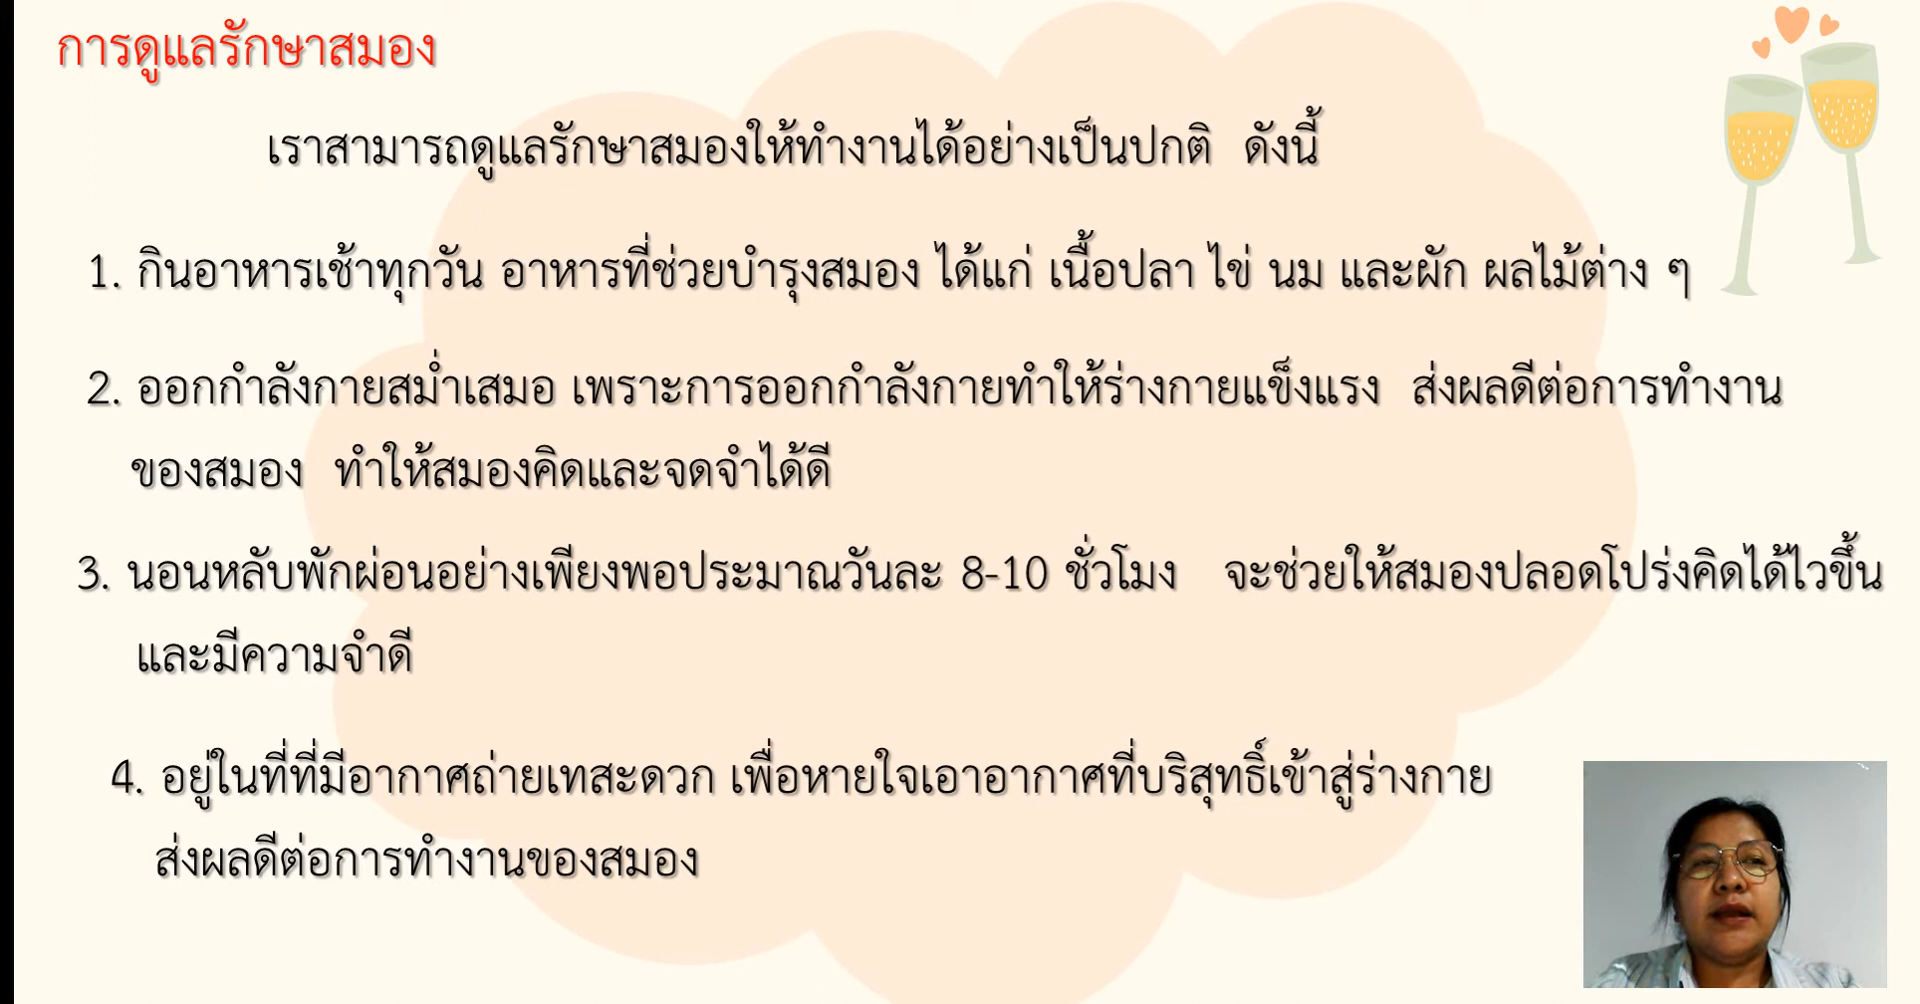 การดูแลรักษาสมอง
เราสามารถดูแลรักษาสมองให้ทำงานได้อย่างเป็นปกติ ดังนี้
1. กินอาหารเช้าทุกวัน อาหารที่ช่วยบำรุงสมอง ได้แก่ เนื้อปลา ไข่ นม และผัก ผลไม้ต่าง ๆ
2. ออกกำลังกายสม่ำเสมอ เพราะการออกกำลังกายทำให้ร่างกายแข็งแรง ส่งผลดีต่อการทำงาน
ของสมอง ทำให้สมองคิดและจดจำได้ดี
3. นอนหลับพักผ่อนอย่างเพียงพอประมาณวันละ 8-10 ชั่วโมง จะช่วยให้สมองปลอดโปร่งคิดได้ไวขึ้น
และมีความจำดี
4. อยู่ในที่ที่มีอากาศถ่ายเทสะดวก เพื่อหายใจเอาอากาศที่บริสุทธิ์เข้าสู่ร่างกาย
ส่งผลดีต่อการทำงานของสมอง